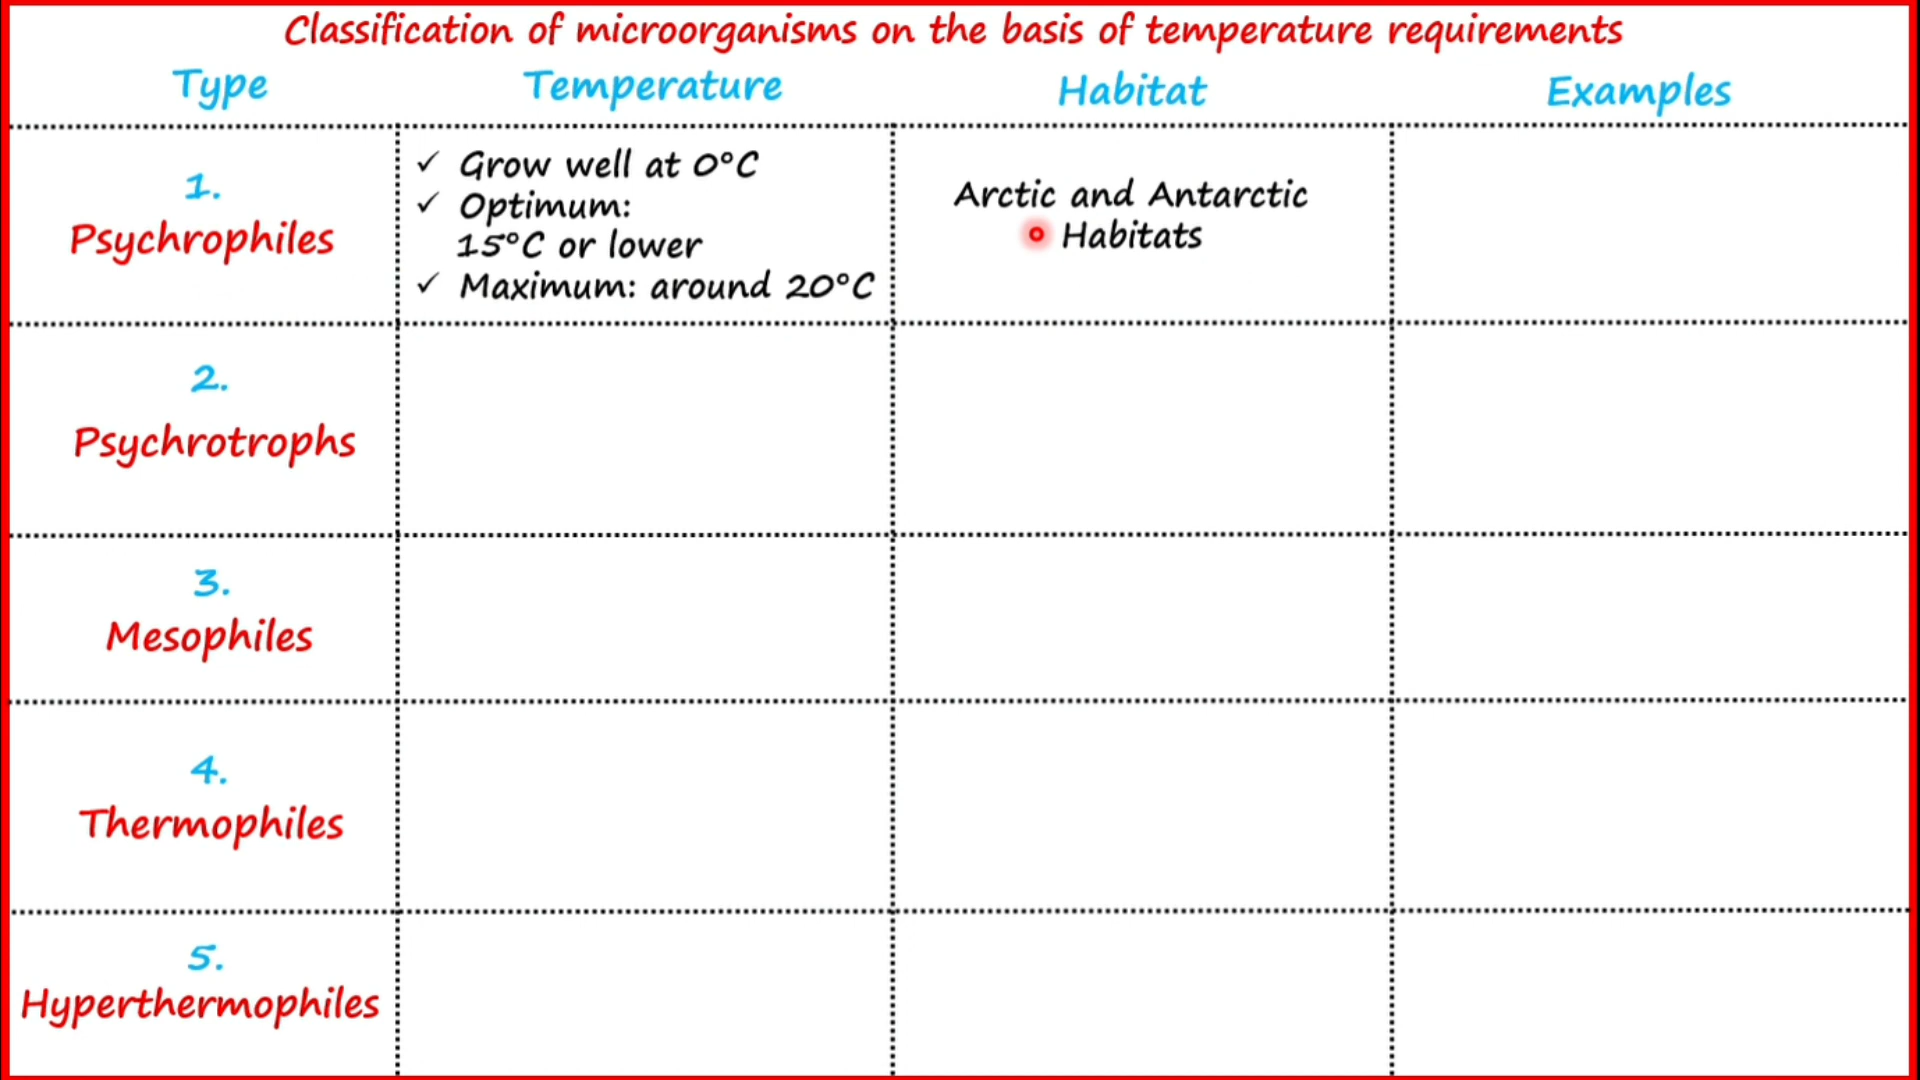 Classification of microorganisms on the basis of temperature requirements
Type Temperature Habitat Examples
1.
Psychrophiles
✓ Grow well at 0°C
✓ Optimum:
15°C or lower
✓ Maximum: around 20°C
Arctic and Antarctic
Habitats
2.
Psychrotrophs
3.
Mesophiles
4.
Thermophiles
5.
Hyperthermophiles